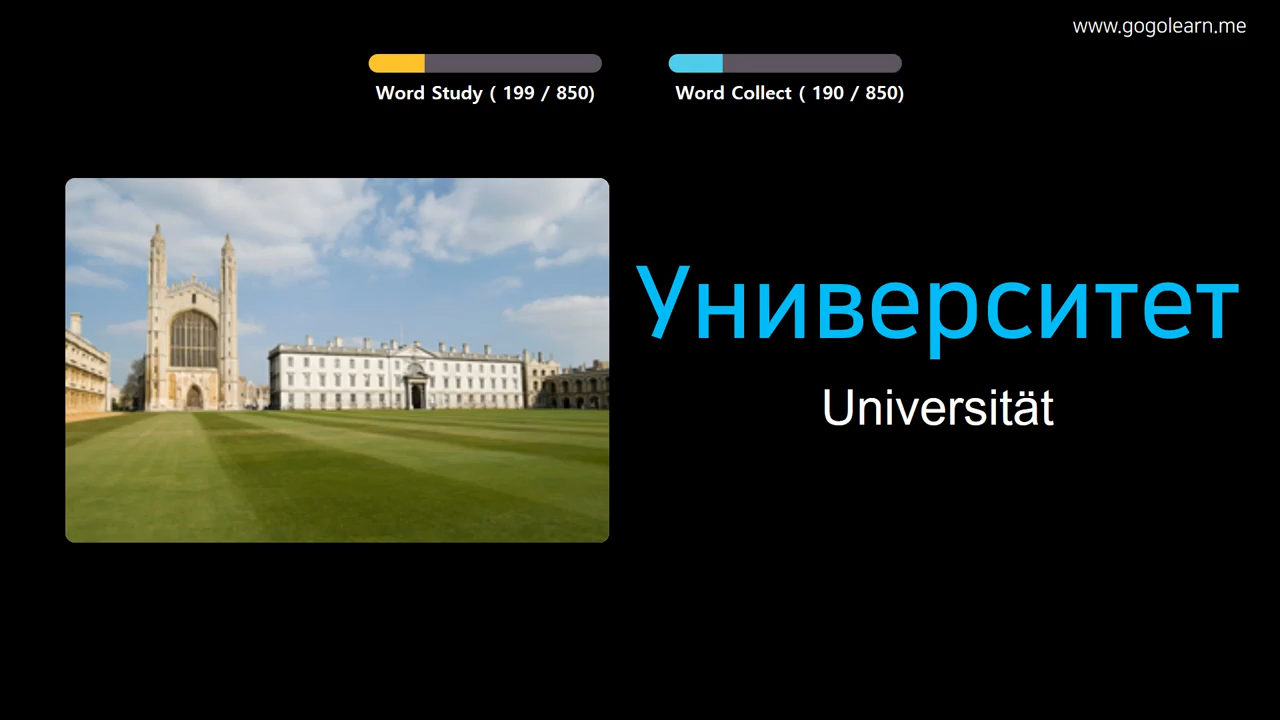 www.gogolearn.me
Word Study ( 199 / 850)
Word Collect ( 190 / 850)
Университет
Universität